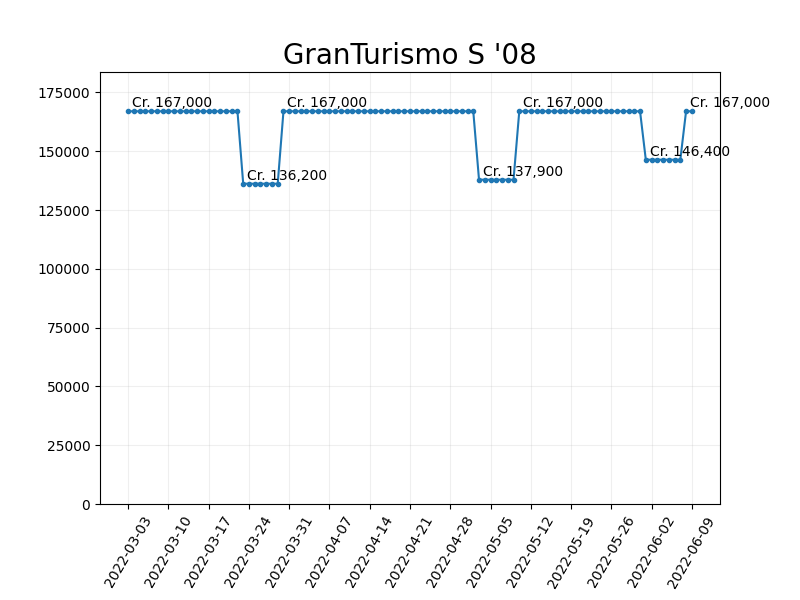 GranTurismo S '08
175000
150000
125000
100000
75000
50000
25000
0
Cr. 167,000
Cr. 136,200
Cr. 167,000
Cr. 137,900
Cr. 167,000
Cr. 146,400
Cr. 167,000
2022-03-03
2022-03-10
2022-03-17
2022-03-24
2022-03-31
2022-04-07
2022-04-14
2022-04-21
2022-04-28
2022-05-05
2022-05-12
2022-05-19
2022-05-26
2022-06-02
2022-06-09